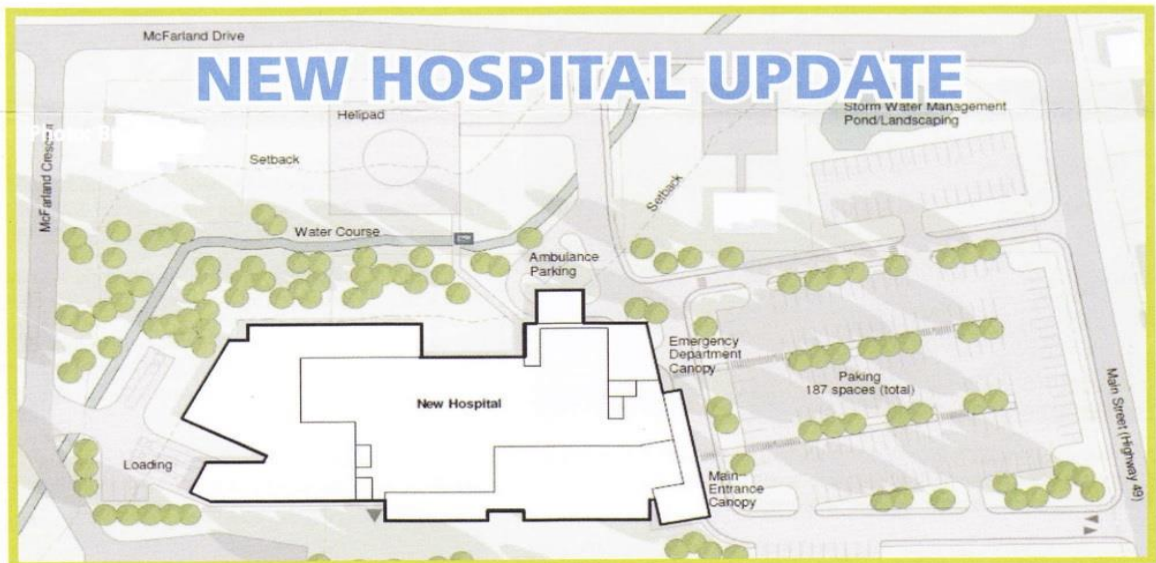 McFarland Drive
NEW HOSPITAL UPDATE
Helipad
Storm Water Management
Pond/Landscaping
McFarland Crescent
Setback
Setback
Water Course
Ambulance
Parking
Emergency
Department
Canopy
Paking
187 spaces (total)
New Hospital
Main Street (Highway 49)
Loading
Main
Entrance
Canopy